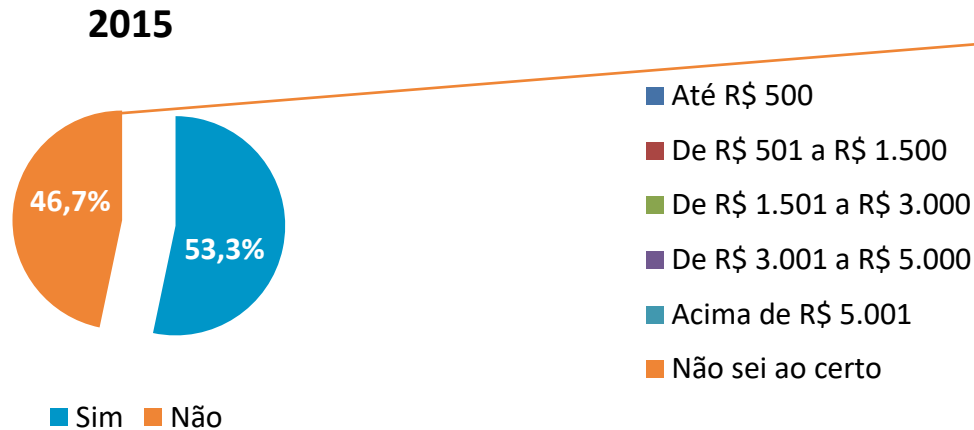 2015
46,7%
53,3%
Sim Não
Até R$ 500
De R$ 501 a R$ 1.500
De R$ 1.501 a R$ 3.000
De R$ 3.001 a R$ 5.000
Acima de R$ 5.001
Não sei ao certo